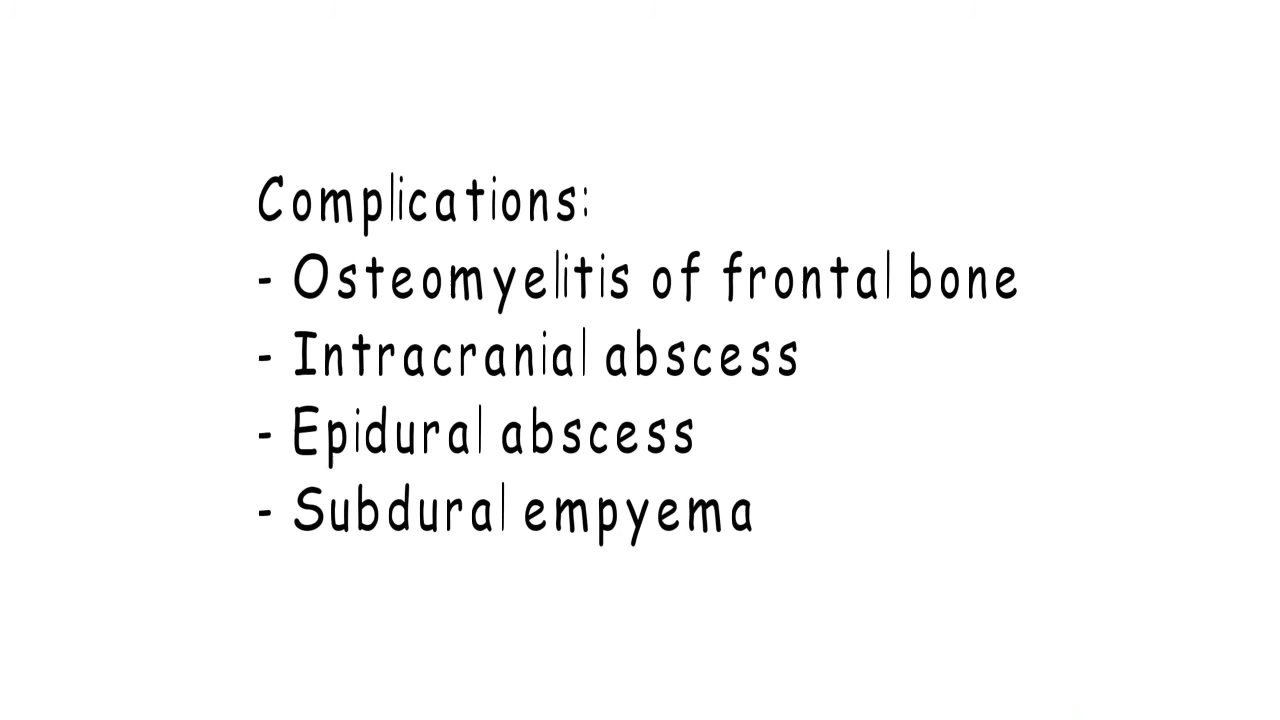 Complications:
- Osteomyelitis of frontal bone
- Intracranial abscess
- Epidural abscess
- Subdural empyema